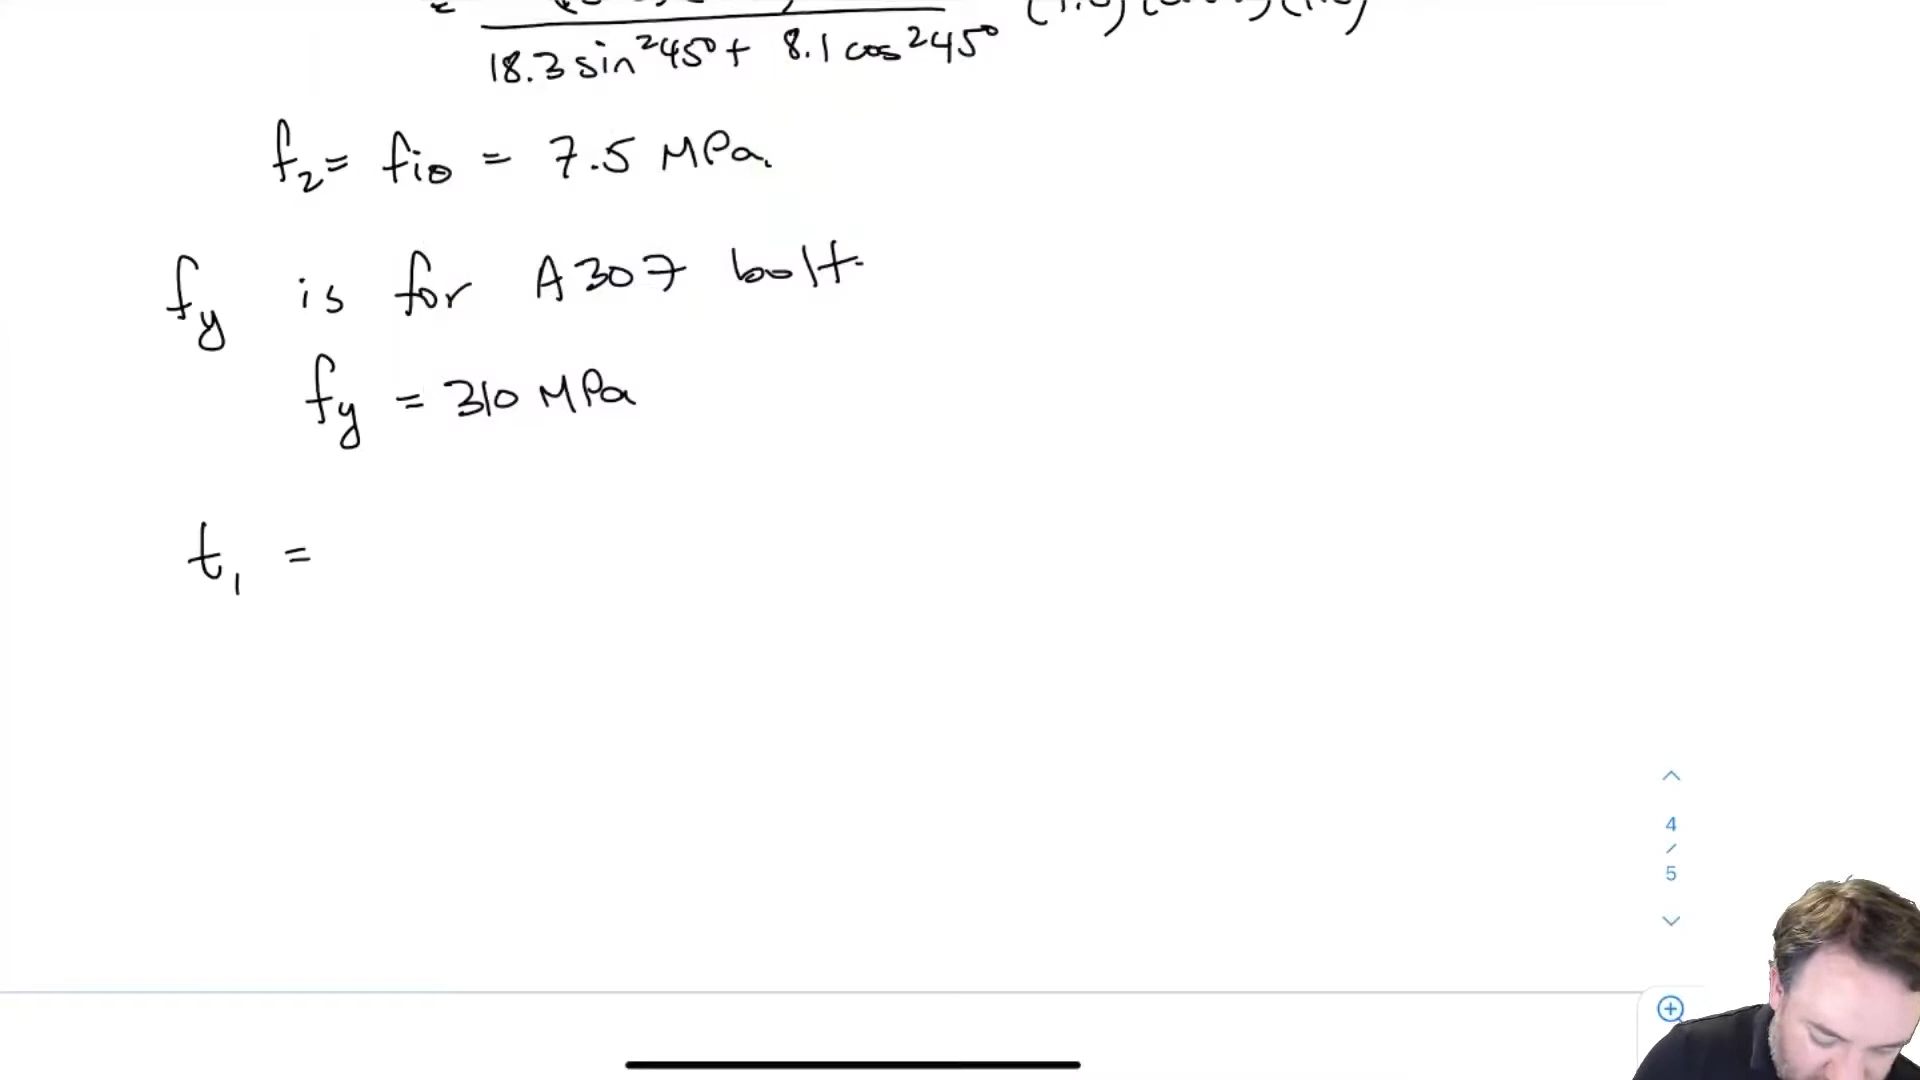 18.3 sin²45° + 8.1 cos²45°
f₂ = fiθ = 7.5 MPa.
fy is for A307 bolt.
fy = 310 MPa
t₁ =
4
/
5